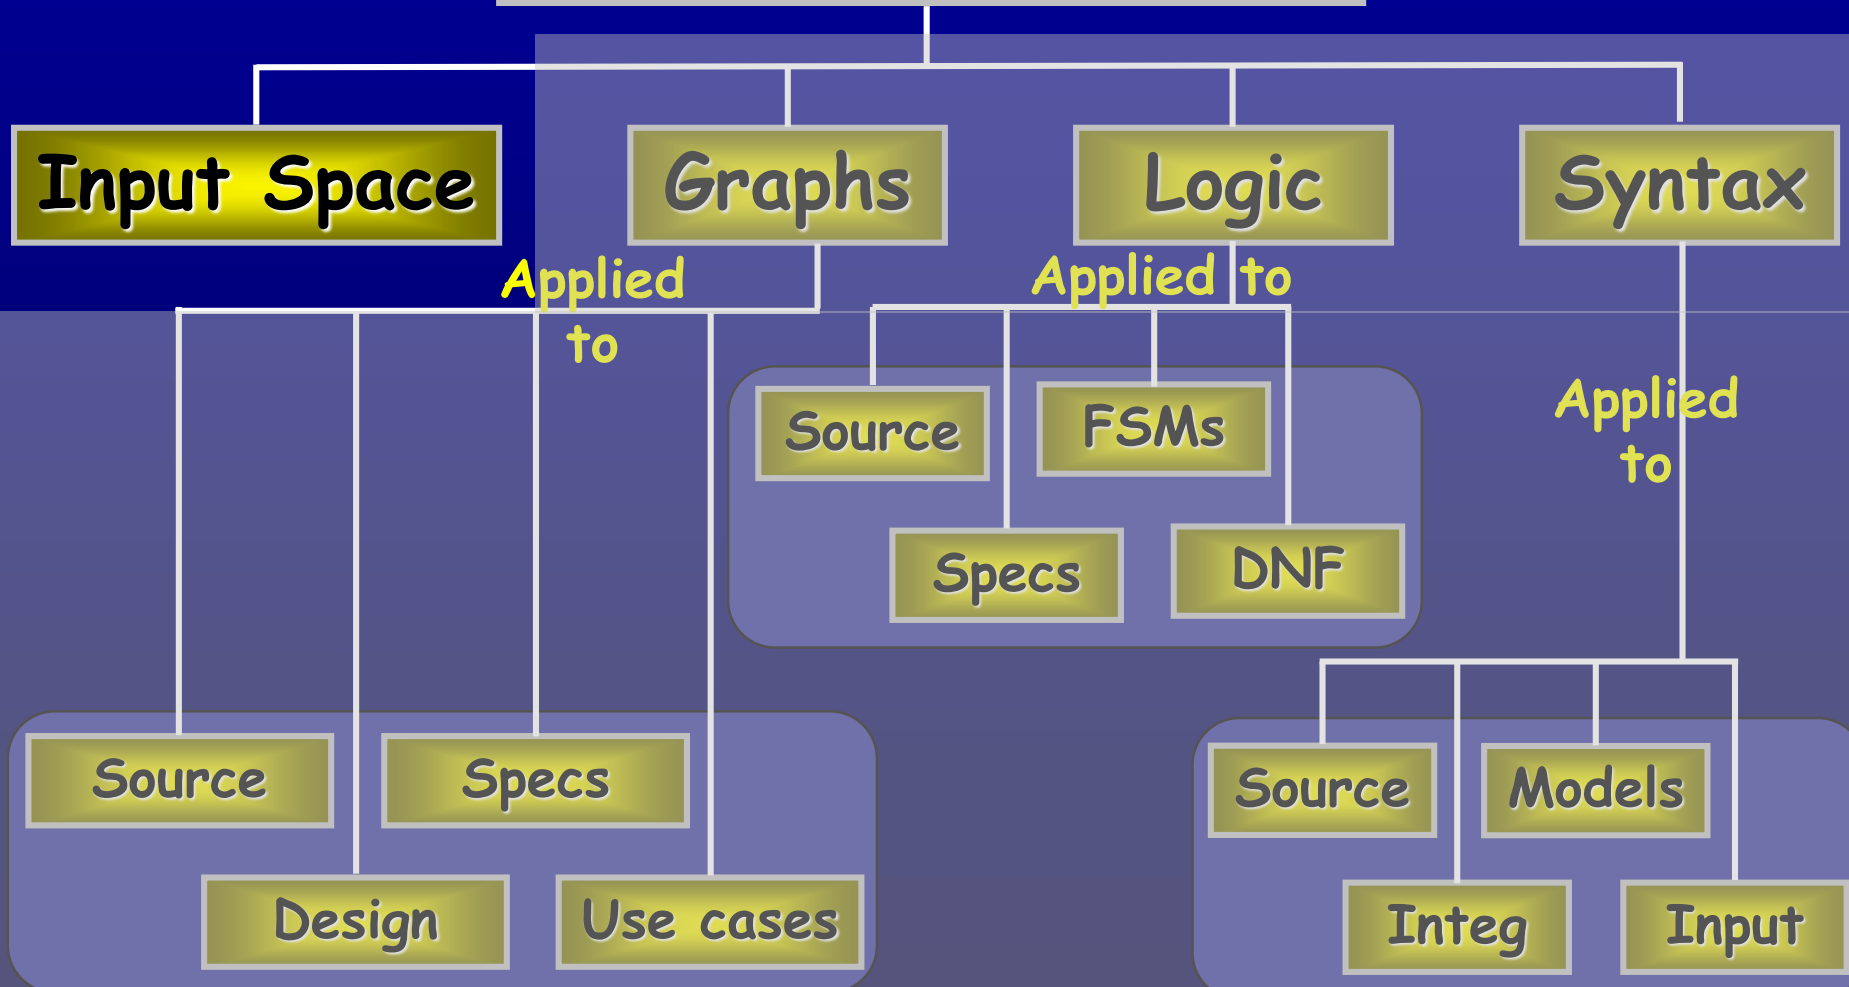 Input Space
Graphs
Logic
Syntax
Applied
to
Applied to
Applied
to
Source
FSMs
Specs
DNF
Source
Specs
Design
Use cases
Source
Models
Integ
Input